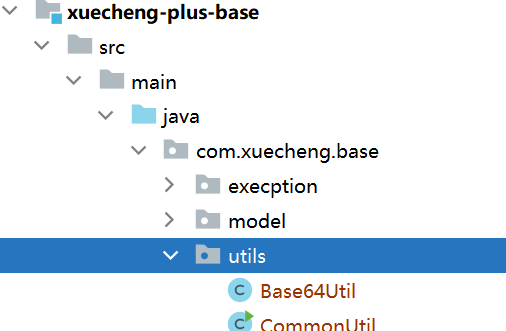 xuecheng-plus-base
src
main
java
com.xuecheng.base
execption
model
utils
Base64Util
CommonUtil